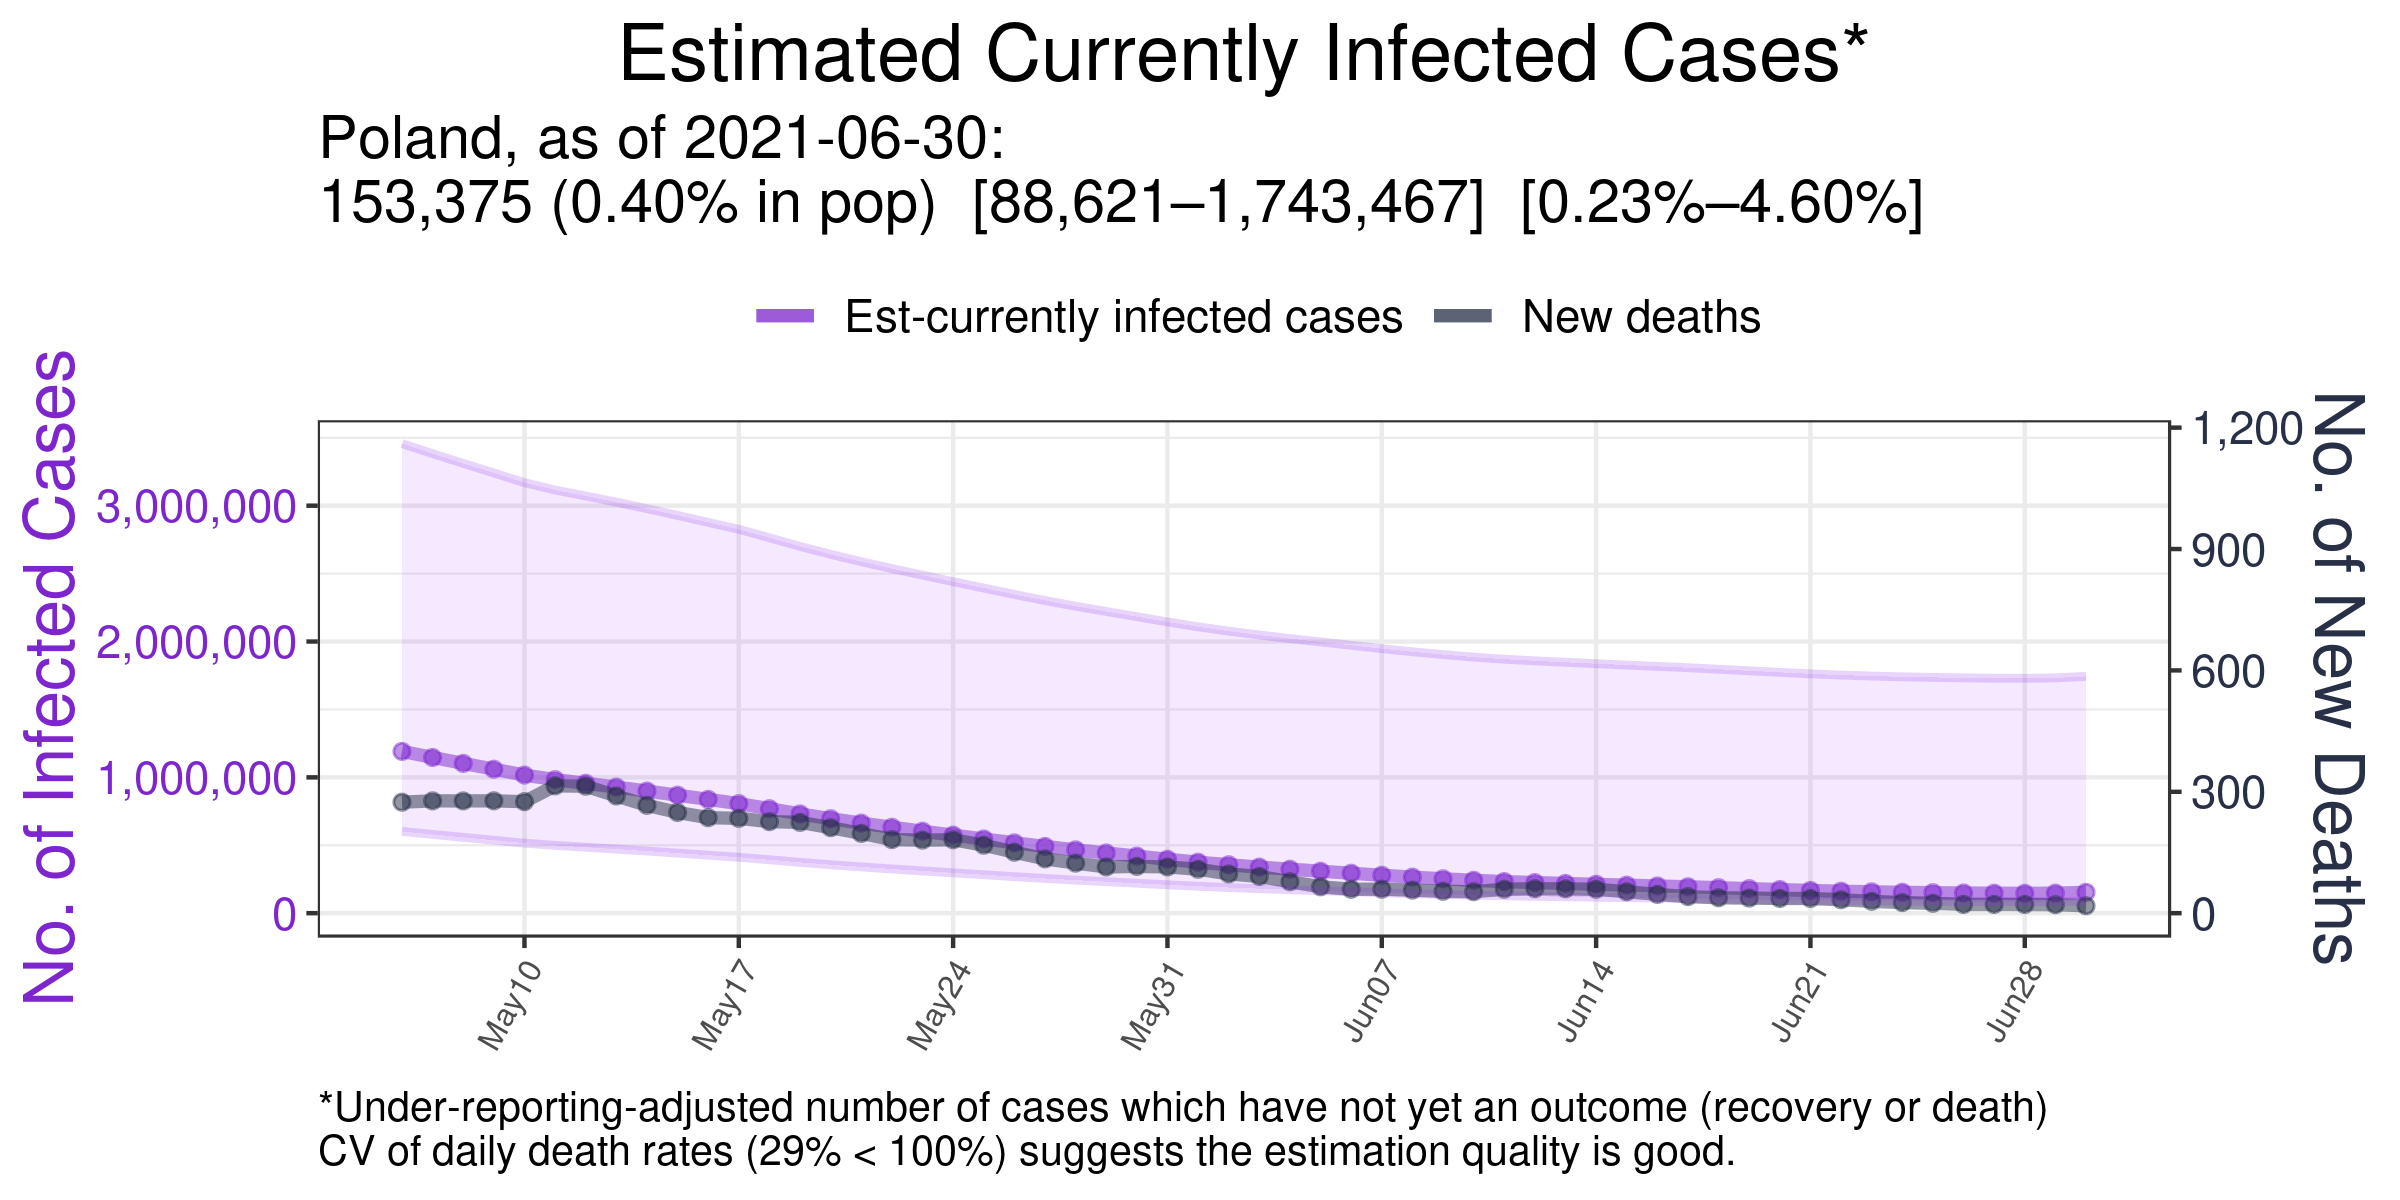 Estimated Currently Infected Cases*
Poland, as of 2021-06-30:
153,375 (0.40% in pop)  [88,621–1,743,467]  [0.23%–4.60%]
Est-currently infected cases
New deaths
No. of Infected Cases
3,000,000
2,000,000
1,000,000
0
1,200
900
600
300
0
No. of New Deaths
May10
May17
May24
May31
Jun07
Jun14
Jun21
Jun28
*Under-reporting-adjusted number of cases which have not yet an outcome (recovery or death)
CV of daily death rates (29% < 100%) suggests the estimation quality is good.